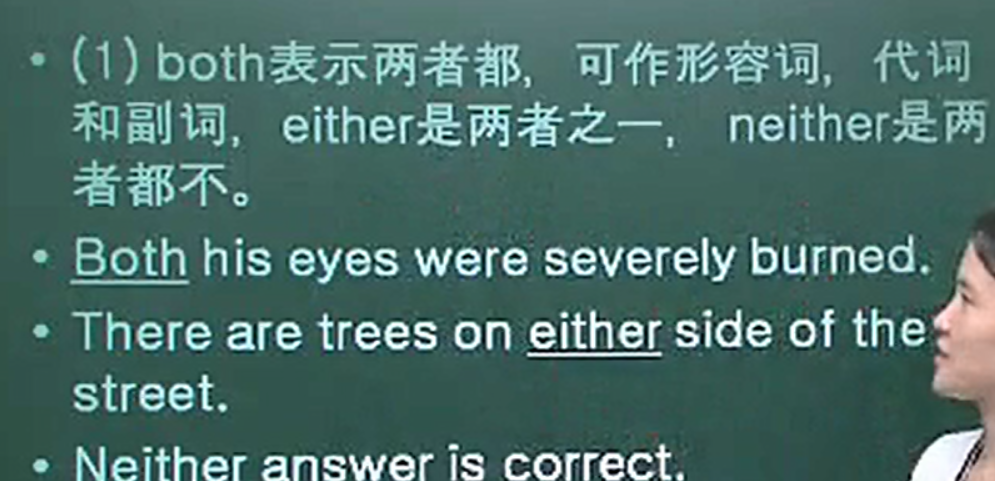 • (1) both表示两者都, 可作形容词, 代词
和副词, either是两者之一, neither是两
者都不。
• Both his eyes were severely burned.
• There are trees on either side of the
street.
• Neither answer is correct.